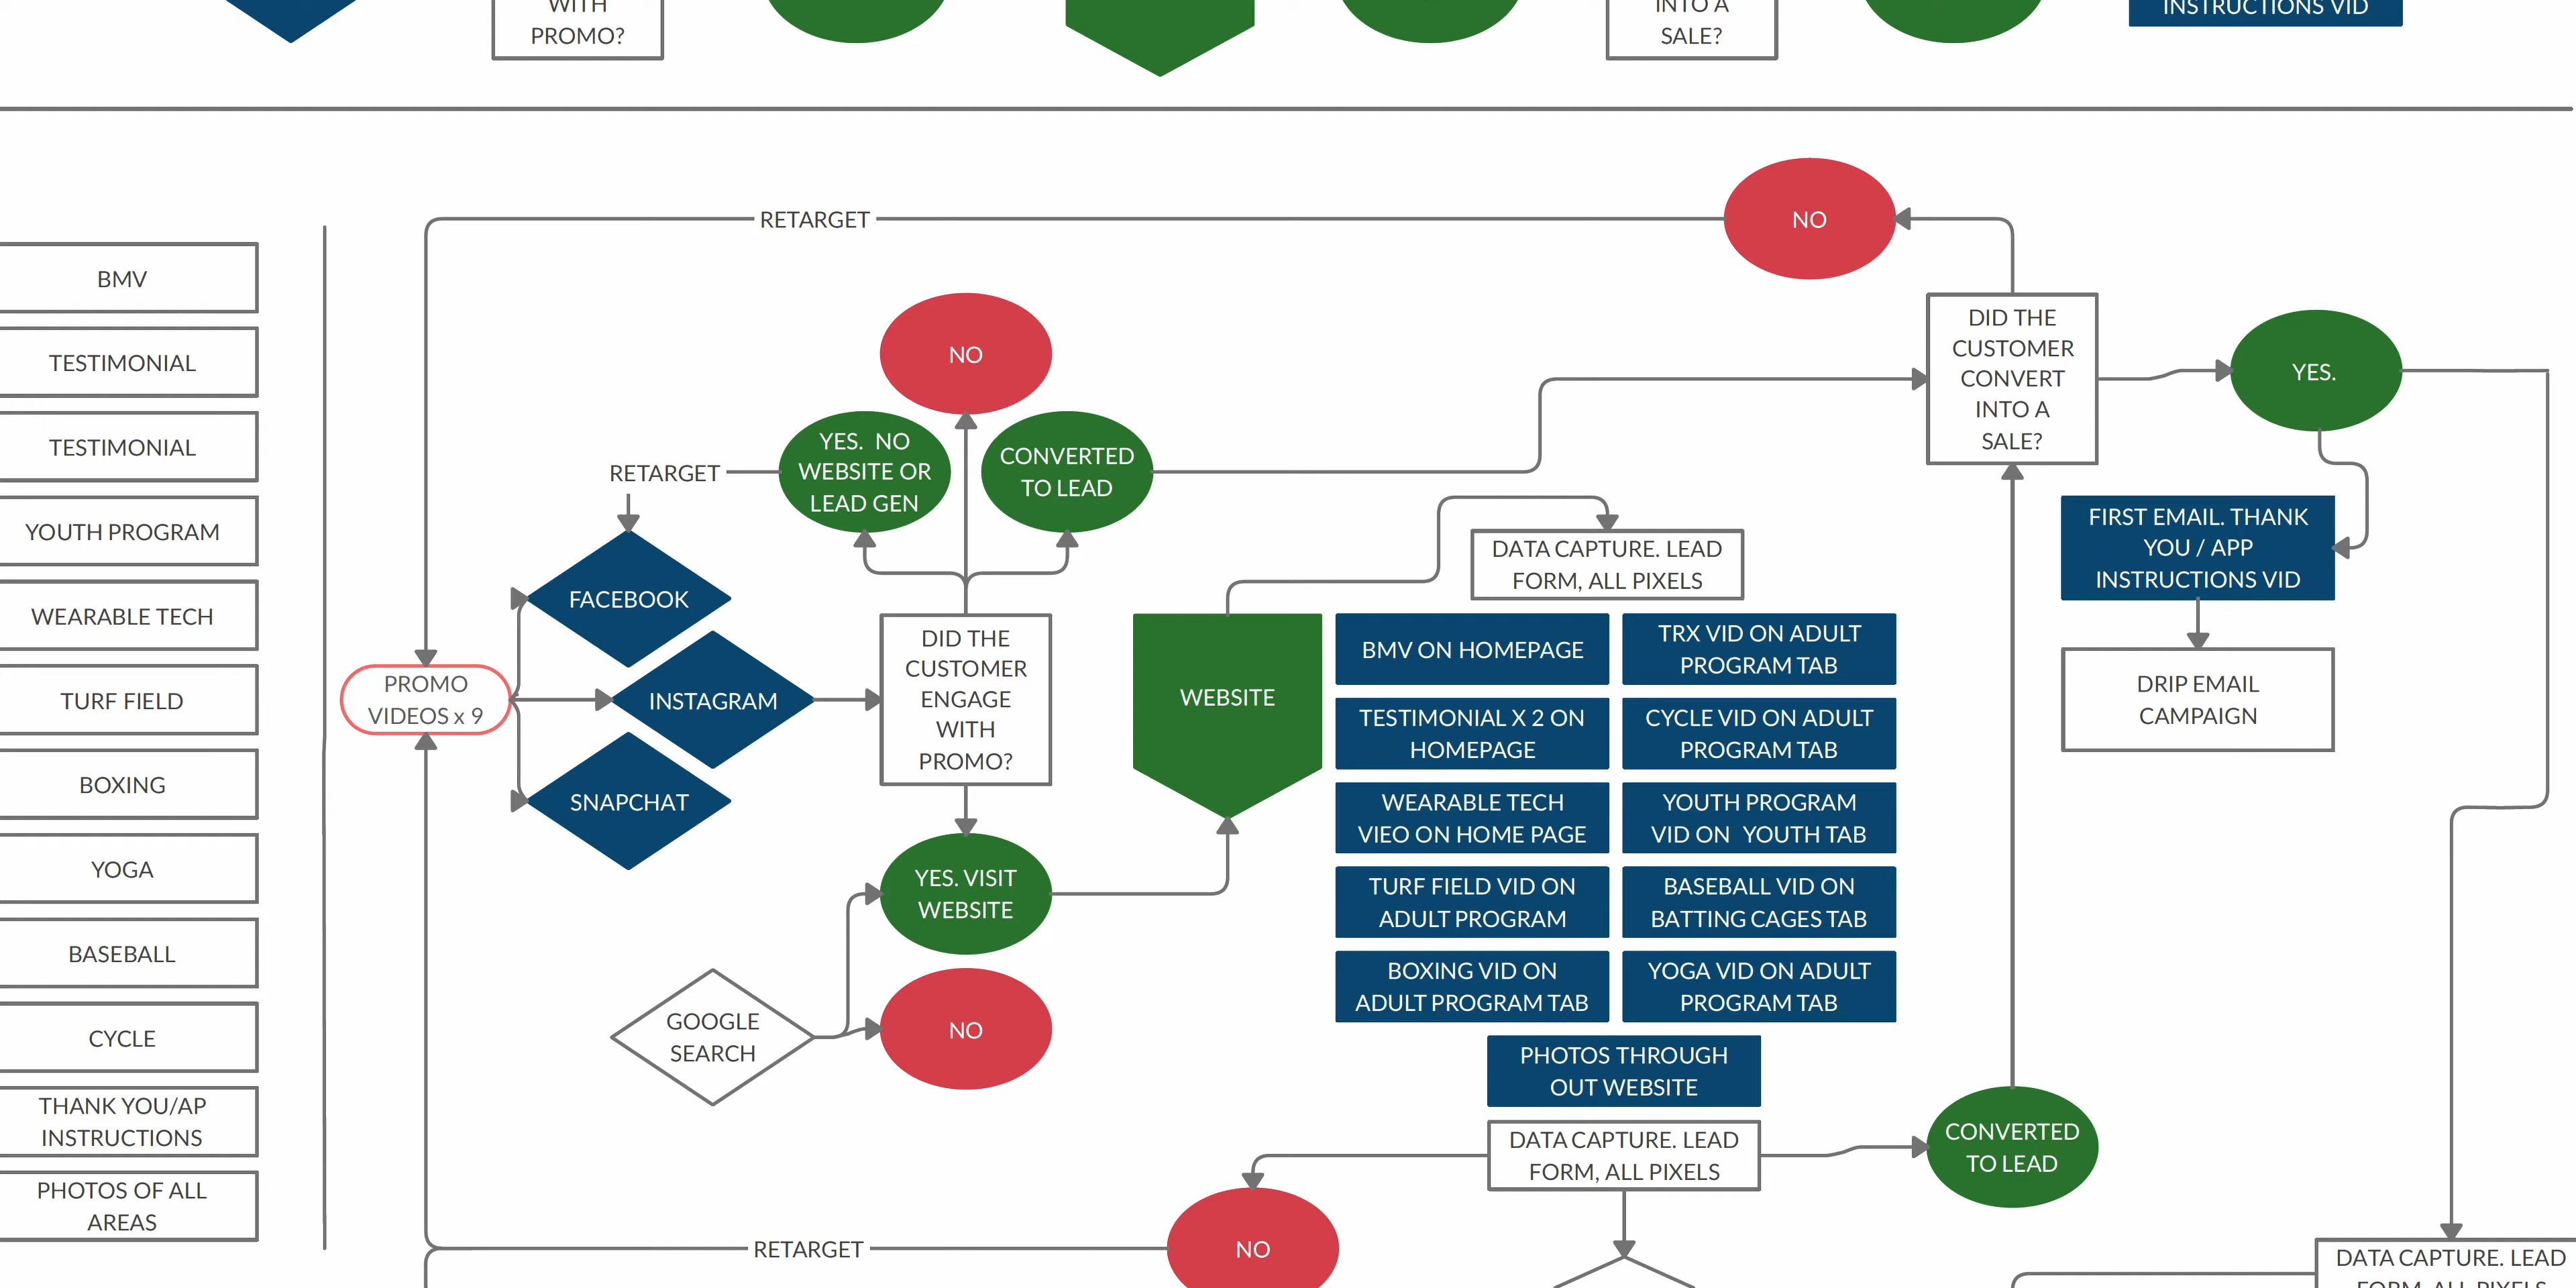 WITH
PROMO?
INTO A
SALE?
INSTRUCTIONS VID
BMV
TESTIMONIAL
TESTIMONIAL
YOUTH PROGRAM
WEARABLE TECH
TURF FIELD
BOXING
YOGA
BASEBALL
CYCLE
THANK YOU/AP
INSTRUCTIONS
PHOTOS OF ALL
AREAS
RETARGET
NO
NO
YES.  NO
WEBSITE OR
LEAD GEN
CONVERTED
TO LEAD
RETARGET
FACEBOOK
INSTAGRAM
SNAPCHAT
PROMO
VIDEOS x 9
DID THE
CUSTOMER
ENGAGE
WITH
PROMO?
YES. VISIT
WEBSITE
GOOGLE
SEARCH
NO
WEBSITE
DATA CAPTURE. LEAD
FORM, ALL PIXELS
BMV ON HOMEPAGE
TRX VID ON ADULT
PROGRAM TAB
TESTIMONIAL X 2 ON
HOMEPAGE
CYCLE VID ON ADULT
PROGRAM TAB
WEARABLE TECH
VIEO ON HOME PAGE
YOUTH PROGRAM
VID ON  YOUTH TAB
TURF FIELD VID ON
ADULT PROGRAM
BASEBALL VID ON
BATTING CAGES TAB
BOXING VID ON
ADULT PROGRAM TAB
YOGA VID ON ADULT
PROGRAM TAB
PHOTOS THROUGH
OUT WEBSITE
DATA CAPTURE. LEAD
FORM, ALL PIXELS
NO
RETARGET
CONVERTED
TO LEAD
DID THE
CUSTOMER
CONVERT
INTO A
SALE?
YES.
FIRST EMAIL. THANK
YOU / APP
INSTRUCTIONS VID
DRIP EMAIL
CAMPAIGN
DATA CAPTURE. LEAD
FORM, ALL PIXELS